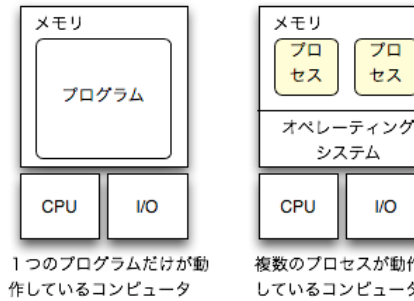 メモリ
プログラム
CPU
I/O
1つのプログラムだけが動
作しているコンピュータ
メモリ
プロ
セス
プロ
セス
オペレーティング
システム
CPU
I/O
複数のプロセスが動作
しているコンピュータ